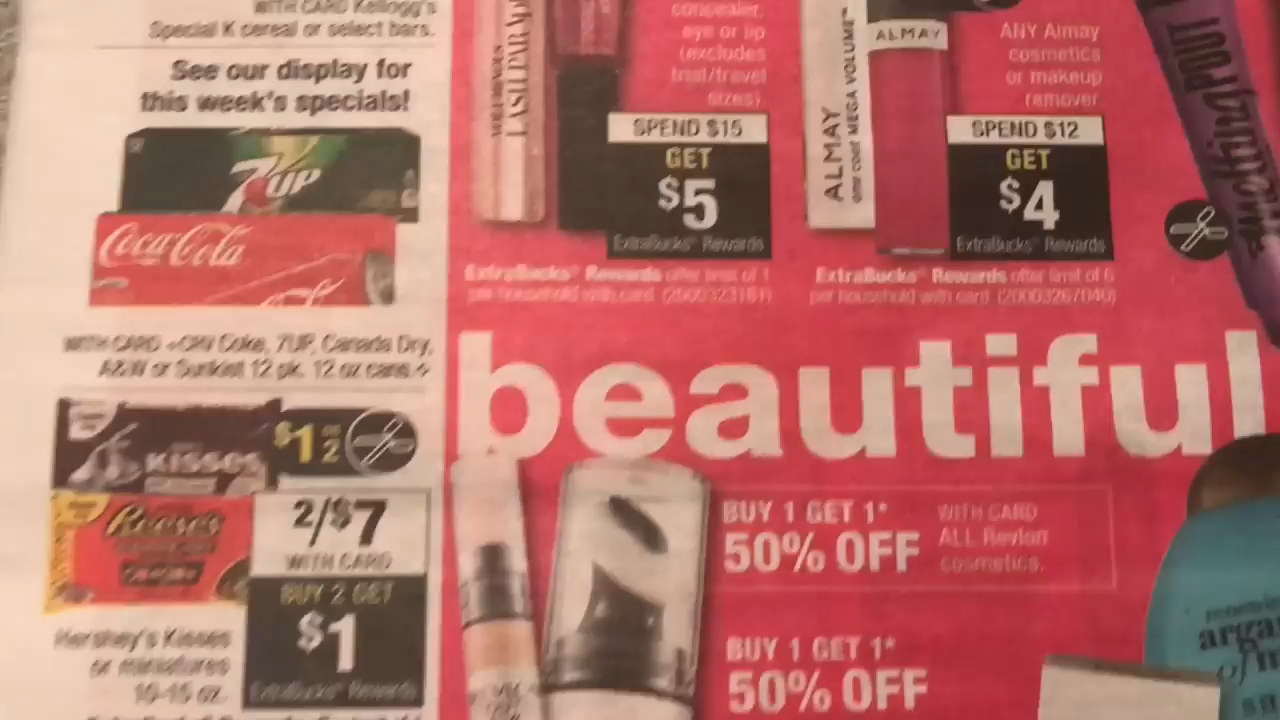 WITH CARD Kellogg's
Special K cereal or select bars.
See our display for
this week's specials!
7UP
Coca-Cola
WITH CARD +CRV Coke, 7UP, Canada Dry,
A&W or Sunkist 12 pk. 12 oz cans.
KISSES
$1
Reese's
2/$7
WITH CARD
BUY 2 GET
$1
ExtraBucks® Rewards
Hershey's Kisses
or miniatures
10-15 oz.
concealer,
eye or lip
(excludes
trial/travel
sizes).
SPEND $15
GET
$5
ExtraBucks® Rewards
ExtraBucks® Rewards offer limit of 1
per household with card.
ALMAY
ALMAY
one coat MEGA VOLUME™
ANY Almay
cosmetics
or makeup
remover.
SPEND $12
GET
$4
ExtraBucks® Rewards
ExtraBucks® Rewards offer limit of 6
per household with card. (20003267040)
POUT
beautiful
BUY 1 GET 1*
50% OFF
WITH CARD
ALL Revlon
cosmetics.
BUY 1 GET 1*
50% OFF